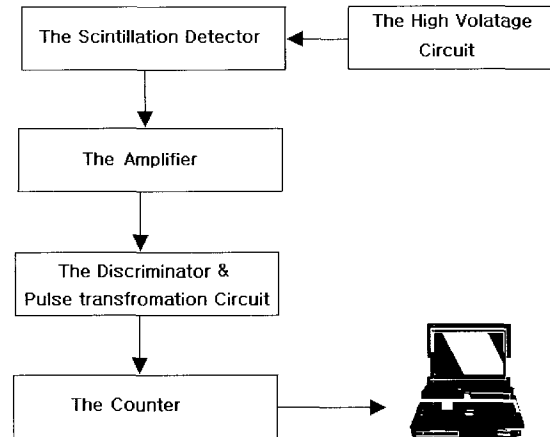 The Scintillation Detector
The High Volatage
Circuit
The Amplifier
The Discriminator &
Pulse transfromation Circuit
The Counter